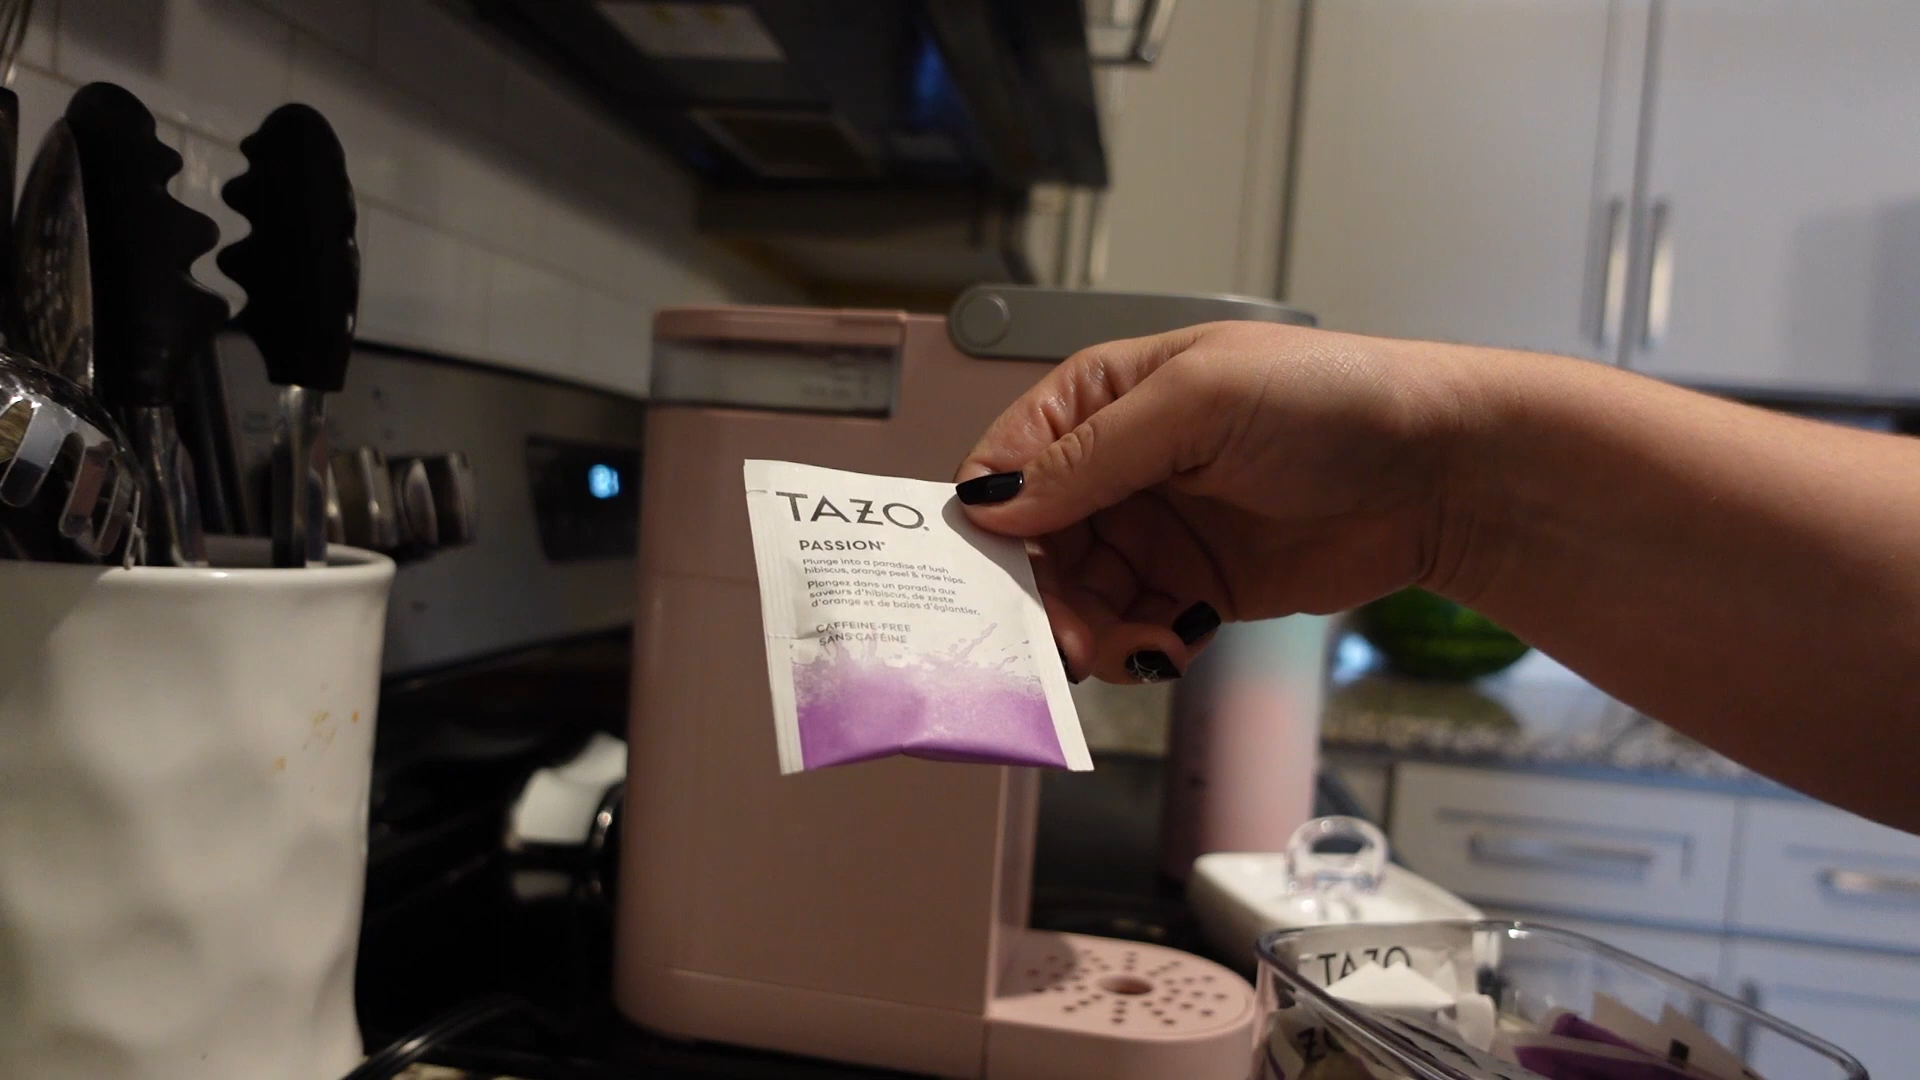 TAZO.
PASSION®
Plunge into a paradise of lush
hibiscus, orange peel & rose hips.
Plongez dans un paradis aux
saveurs d'hibiscus, de zeste
d'orange et de baies d'églantier.
CAFFEINE-FREE
SANS CAFÉINE
TAZO